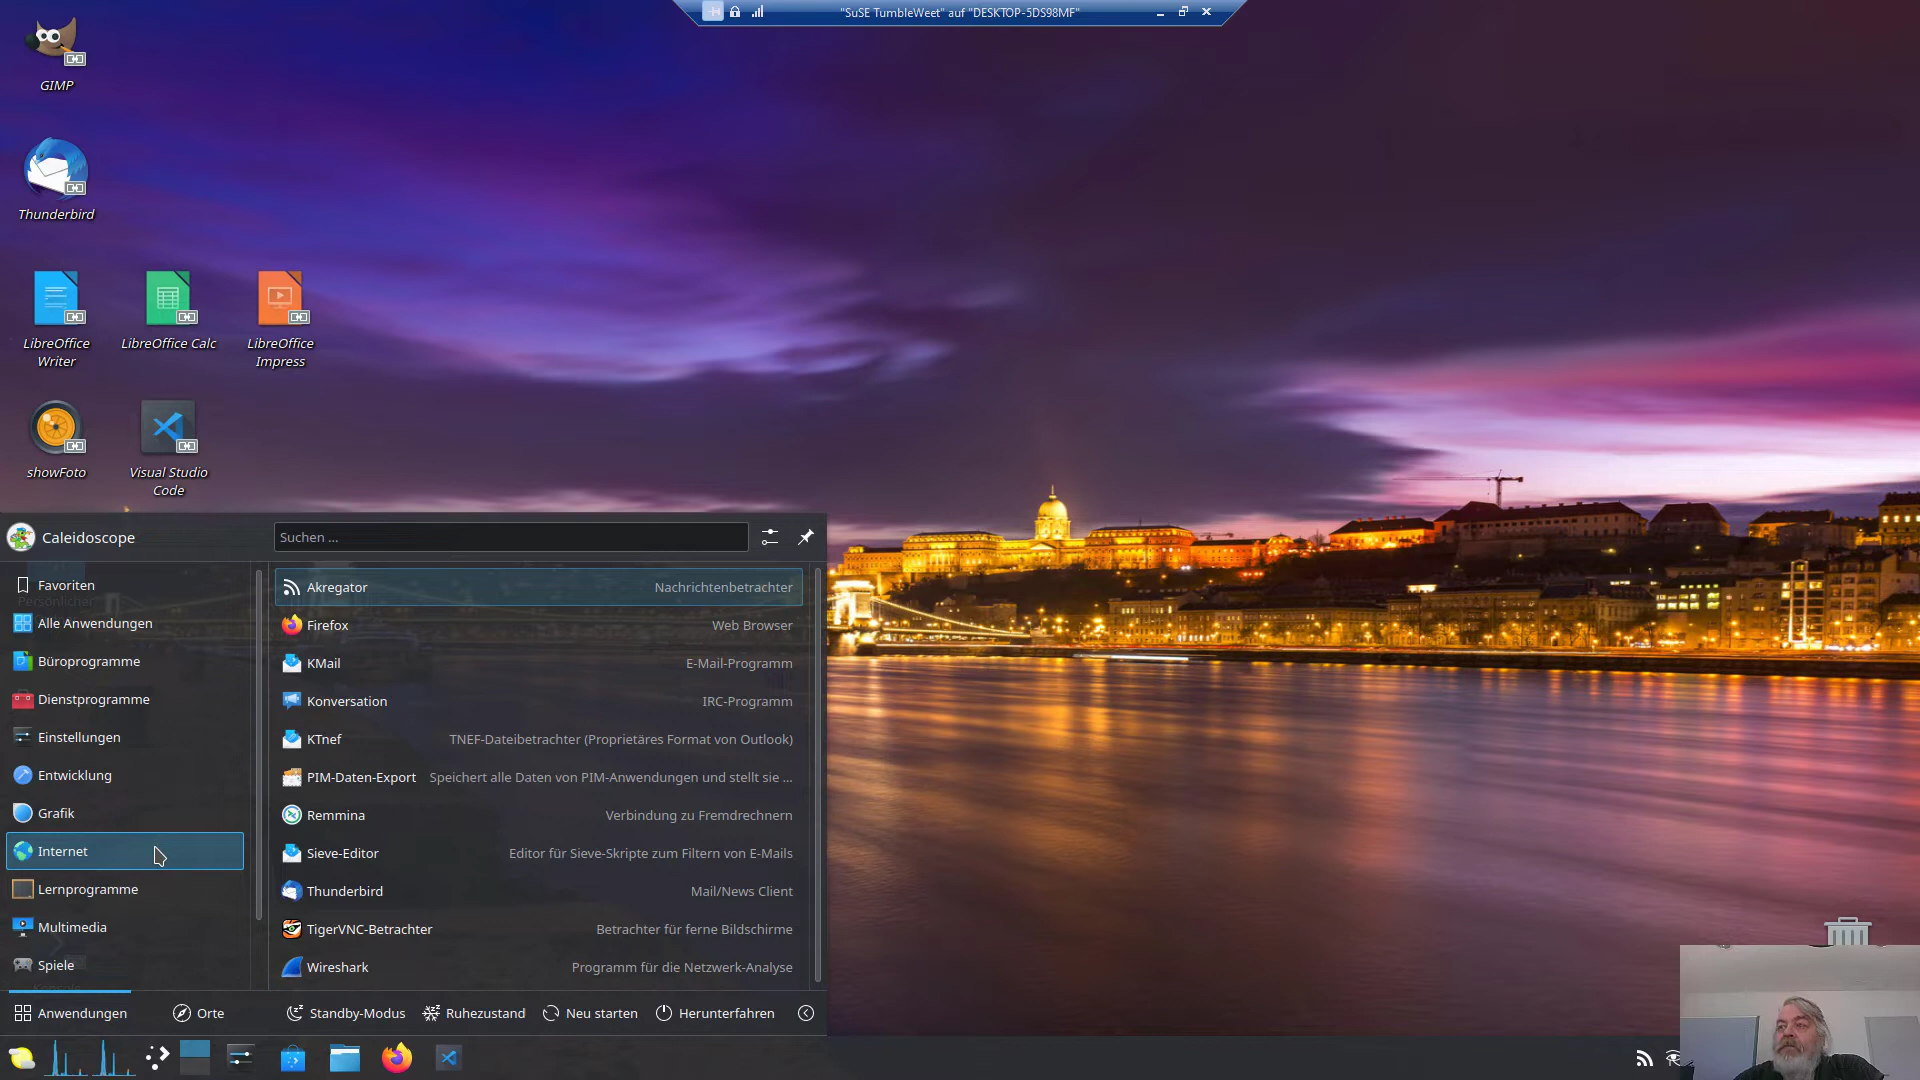 "SuSE TumbleWeet" auf "DESKTOP-5DS98MF"
GIMP
Thunderbird
LibreOffice
Writer
LibreOffice Calc
LibreOffice
Impress
showFoto
Visual Studio
Code
Caleidoscope
Suchen ...
Favoriten
Alle Anwendungen
Büroprogramme
Dienstprogramme
Einstellungen
Entwicklung
Grafik
Internet
Lernprogramme
Multimedia
Spiele
Akregator Nachrichtenbetrachter
Firefox Web Browser
KMail E-Mail-Programm
Konversation IRC-Programm
KTnef TNEF-Dateibetrachter (Proprietäres Format von Outlook)
PIM-Daten-Export Speichert alle Daten von PIM-Anwendungen und stellt sie ...
Remmina Verbindung zu Fremdrechnern
Sieve-Editor Editor für Sieve-Skripte zum Filtern von E-Mails
Thunderbird Mail/News Client
TigerVNC-Betrachter Betrachter für ferne Bildschirme
Wireshark Programm für die Netzwerk-Analyse
Anwendungen Orte Standby-Modus Ruhezustand Neu starten Herunterfahren